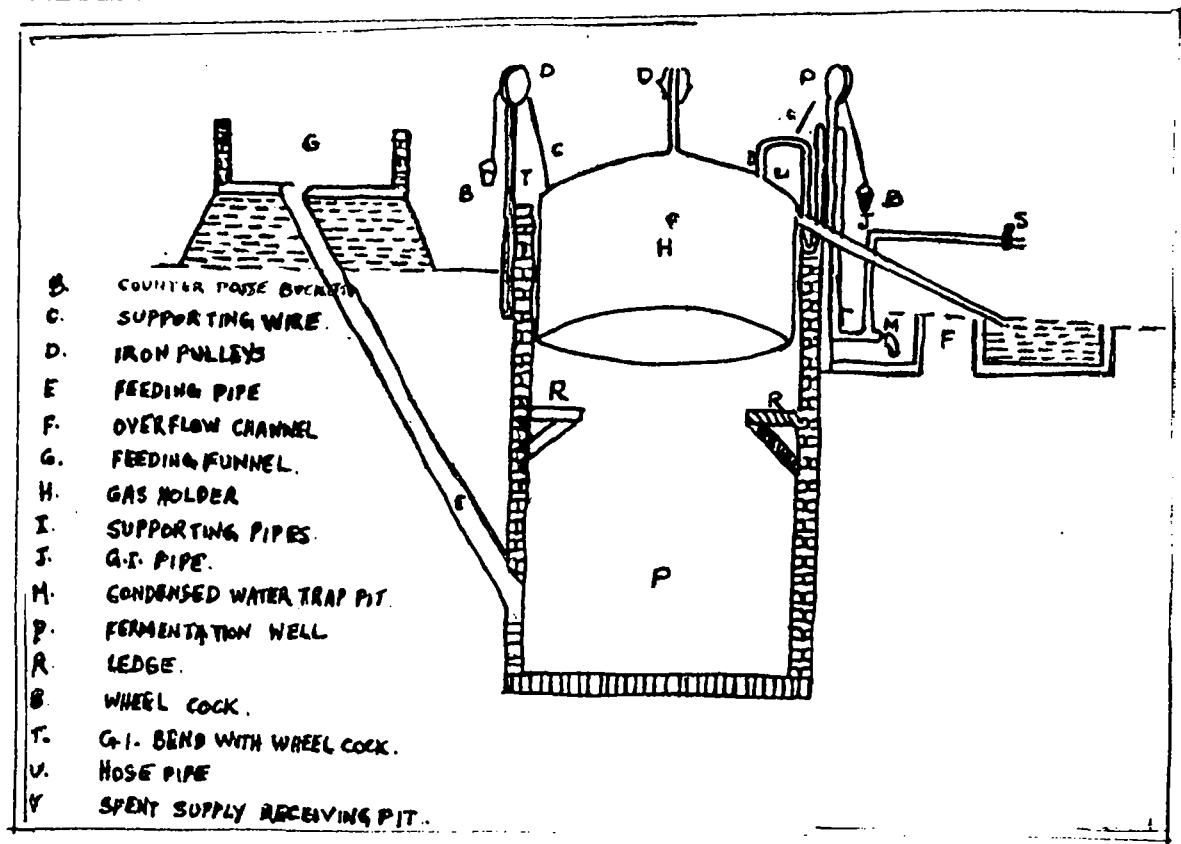 D
D
P
G
C
B
T
U
B
J
S
F
H
M
F
R
R
E
P
B. COUNTER POISE BUCKETS
C. SUPPORTING WIRE.
D. IRON PULLEYS
E FEEDING PIPE
F. OVERFLOW CHANNEL
G. FEEDING FUNNEL.
H. GAS HOLDER
I. SUPPORTING PIPES.
J. G.I. PIPE.
M. CONDENSED WATER TRAP PIT.
P. FERMENTATION WELL
R. LEDGE.
WHEEL COCK.
T. G.I. BEND WITH WHEEL COCK.
U. HOSE PIPE
V SPENT SUPPLY RECEIVING PIT.